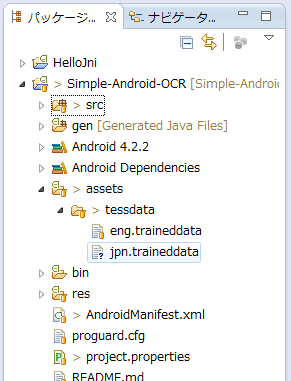 パッケージ...
ナビゲータ...
HelloJni
> Simple-Android-OCR [Simple-Android
> src
gen [Generated Java Files]
Android 4.2.2
Android Dependencies
> assets
> tessdata
eng.traineddata
jpn.traineddata
bin
res
> AndroidManifest.xml
proguard.cfg
> project.properties
README.md